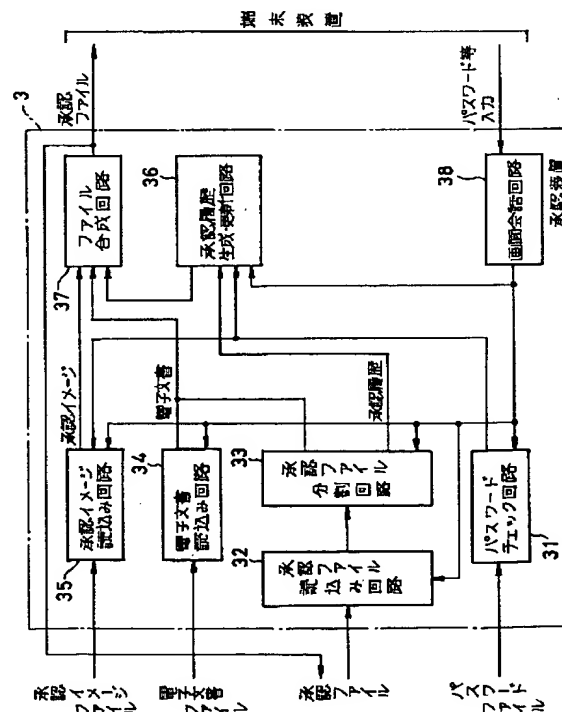 端末装置
承認
ファイル
パスワード等
入力
3
ファイル
合成回路
37
承認履歴
生成・更新回路
36
画面会話回路
38
承認装置
承認イメージ
電子文書
承認履歴
承認イメージ
読込み回路
35
電子文書
読込み回路
34
承認ファイル
分割回路
33
承認ファイル
読込み回路
32
パスワード
チェック回路
31
承認
イメージ
ファイル
電子文書
ファイル
承認
ファイル
パス
ワード
ファイル